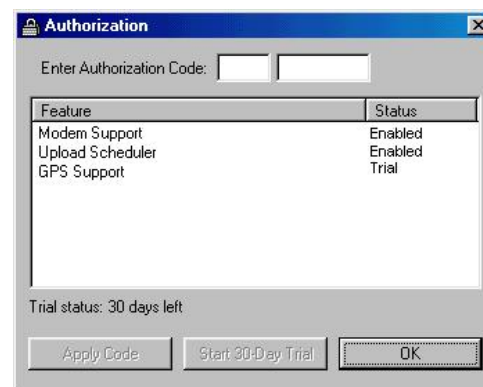 Authorization
Enter Authorization Code:
Feature Status
Modem Support Enabled
Upload Scheduler Enabled
GPS Support Trial
Trial status: 30 days left
Apply Code Start 30-Day Trial OK